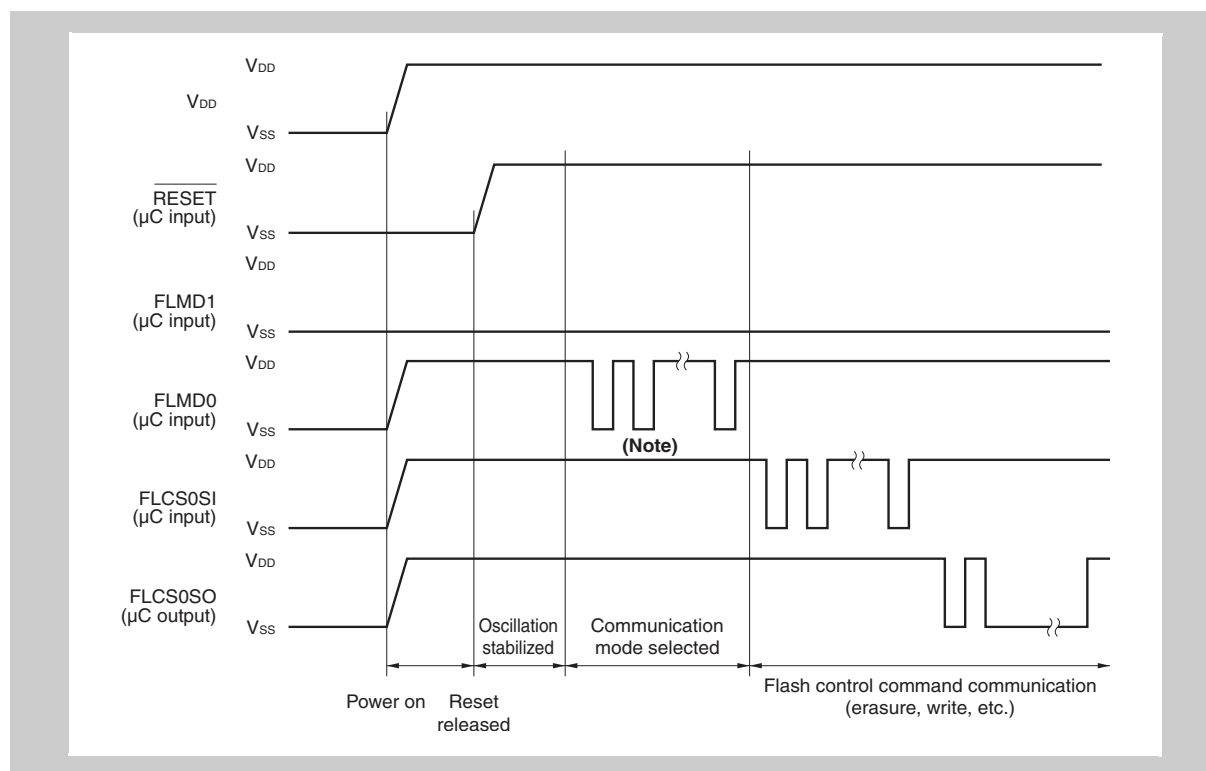 VDD
VDD
VSS
VDD
RESET
(µC input)
VSS
VDD
FLMD1
(µC input)
VSS
VDD
FLMD0
(µC input)
VSS
(Note)
VDD
FLCS0SI
(µC input)
VSS
VDD
FLCS0SO
(µC output)
VSS
Oscillation
stabilized
Communication
mode selected
Power on
Reset
released
Flash control command communication
(erasure, write, etc.)